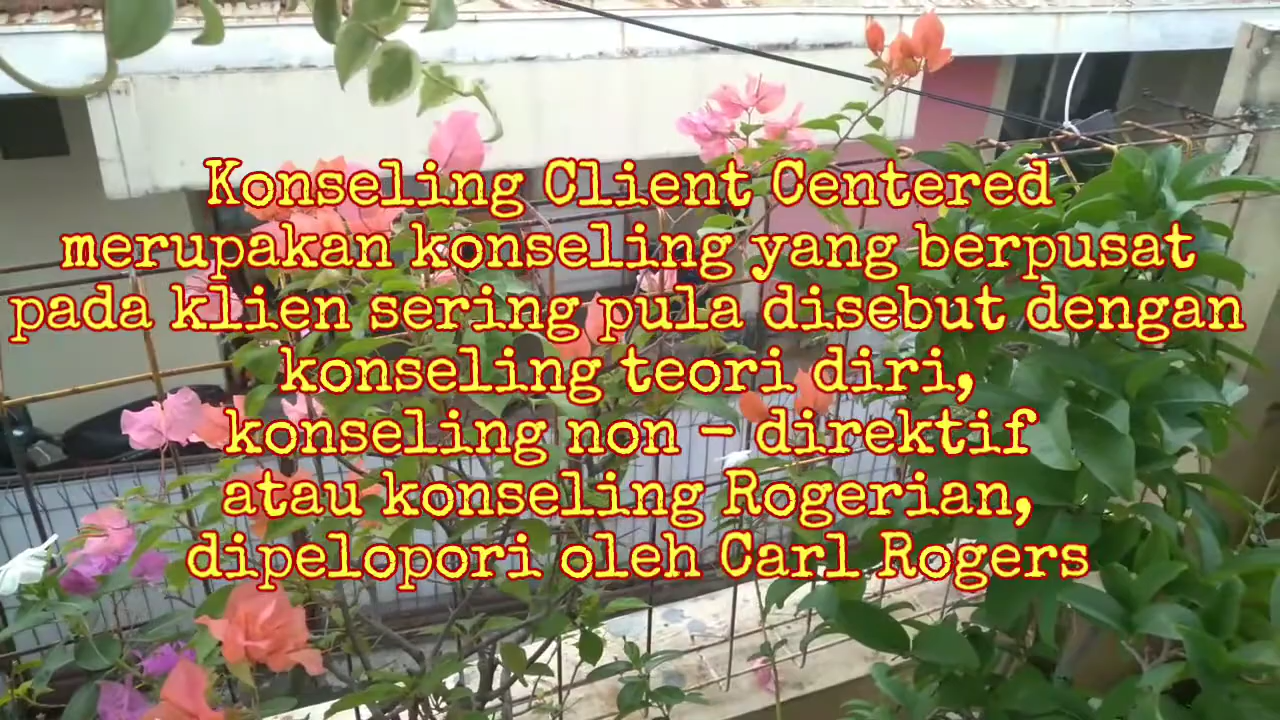 Konseling Client Centered
merupakan konseling yang berpusat
pada klien sering pula disebut dengan
konseling teori diri,
konseling non - direktif
atau konseling Rogerian,
dipelopori oleh Carl Rogers